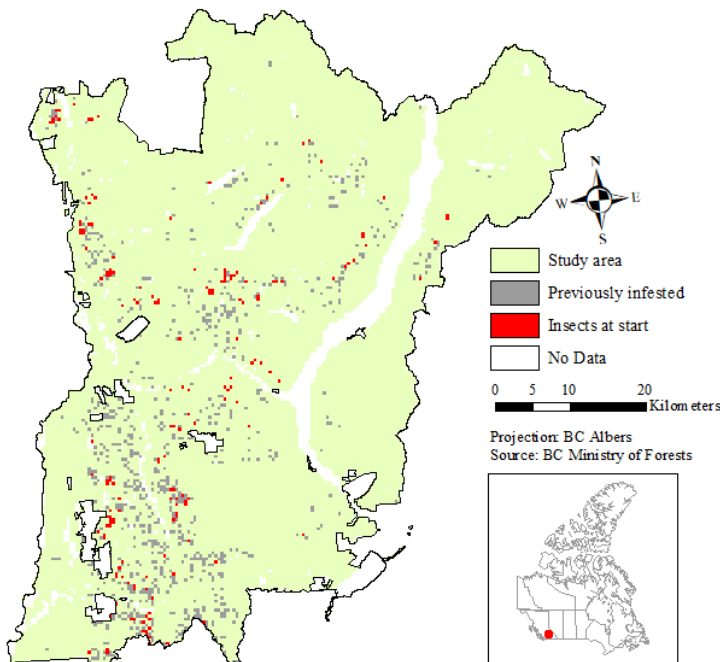 N
W E
S
Study area
Previously infested
Insects at start
No Data
0 5 10 20
Kilometers
Projection: BC Albers
Source: BC Ministry of Forests